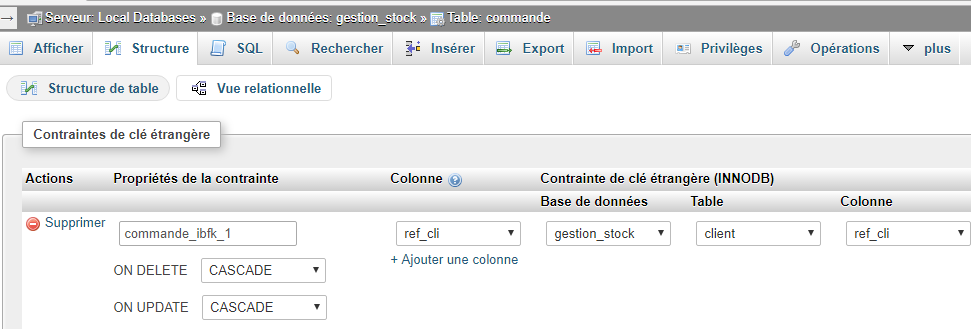 Serveur: Local Databases » Base de données: gestion_stock » Table: commande
Afficher Structure SQL Rechercher Insérer Export Import Privilèges Opérations plus
Structure de table Vue relationnelle
Contraintes de clé étrangère
Actions Propriétés de la contrainte Colonne Contrainte de clé étrangère (INNODB)
Base de données Table Colonne
Supprimer commande_ibfk_1 ref_cli gestion_stock client ref_cli
+ Ajouter une colonne
ON DELETE CASCADE
ON UPDATE CASCADE